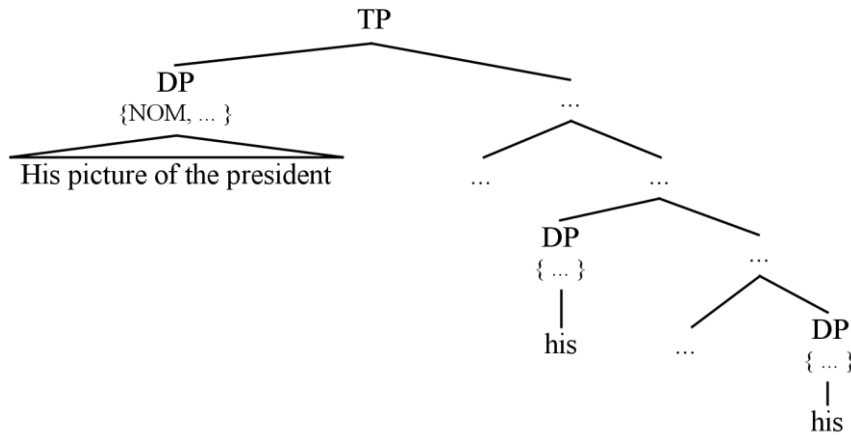 TP
DP
{NOM, ... }
...
His picture of the president
... ...
DP
{ ... }
...
his
...
DP
{ ... }
his